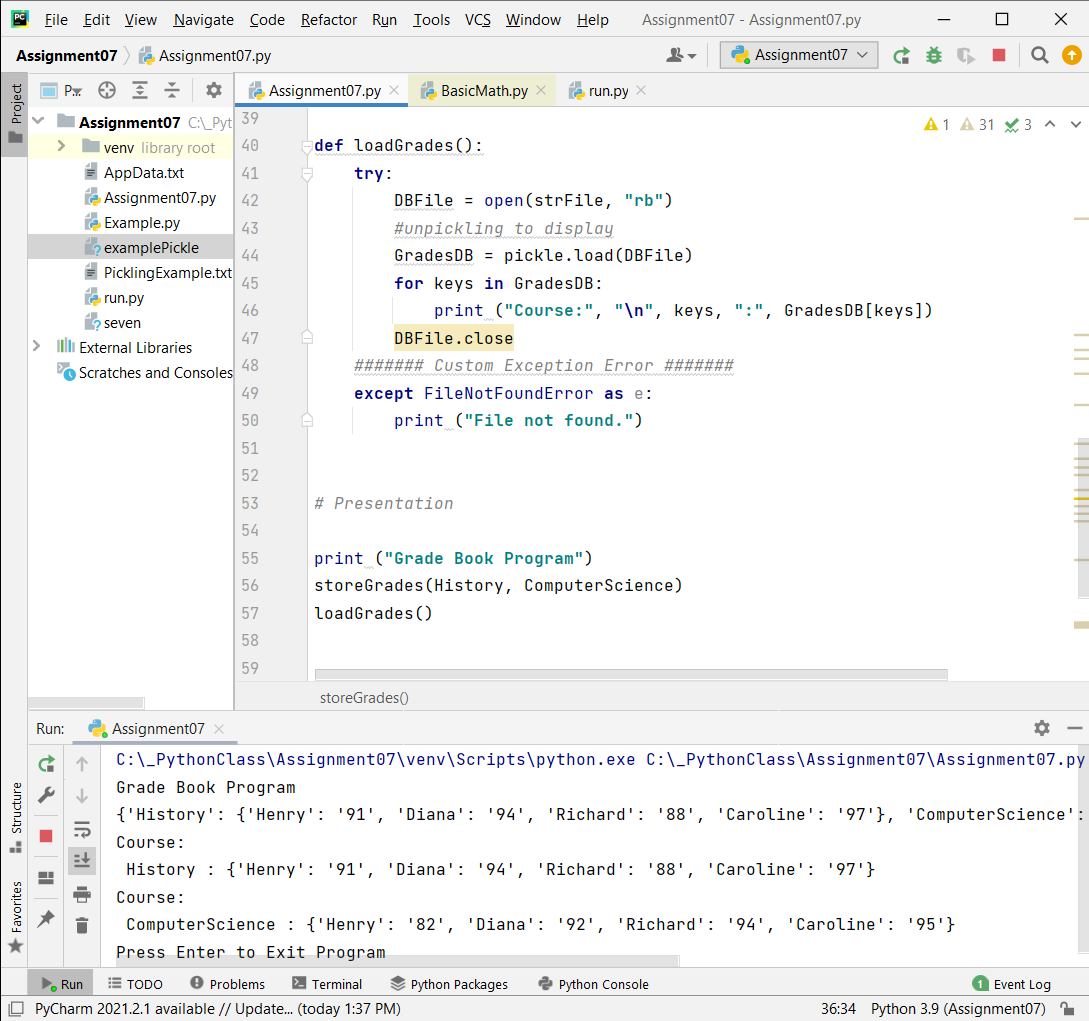 PC File Edit View Navigate Code Refactor Run Tools VCS Window Help Assignment07 - Assignment07.py
Assignment07 Assignment07.py Assignment07
Project
P...
Assignment07.py BasicMath.py run.py
Assignment07 C:\_Pyt
venv library root
AppData.txt
Assignment07.py
Example.py
examplePickle
PicklingExample.txt
run.py
seven
External Libraries
Scratches and Consoles
1 31 3
39
40 def loadGrades():
41 try:
42 DBFile = open(strFile, "rb")
43 #unpickling to display
44 GradesDB = pickle.load(DBFile)
45 for keys in GradesDB:
46 print ("Course:", "\n", keys, ":", GradesDB[keys])
47 DBFile.close
48 ####### Custom Exception Error #######
49 except FileNotFoundError as e:
50 print ("File not found.")
51
52
53 # Presentation
54
55 print ("Grade Book Program")
56 storeGrades(History, ComputerScience)
57 loadGrades()
58
59
storeGrades()
Run: Assignment07
Structure
Favorites
C:\_PythonClass\Assignment07\venv\Scripts\python.exe C:\_PythonClass\Assignment07\Assignment07.py
Grade Book Program
{'History': {'Henry': '91', 'Diana': '94', 'Richard': '88', 'Caroline': '97'}, 'ComputerScience':
Course:
History : {'Henry': '91', 'Diana': '94', 'Richard': '88', 'Caroline': '97'}
Course:
ComputerScience : {'Henry': '82', 'Diana': '92', 'Richard': '94', 'Caroline': '95'}
Press Enter to Exit Program
Run TODO Problems Terminal Python Packages Python Console 1 Event Log
PyCharm 2021.2.1 available // Update... (today 1:37 PM) 36:34 Python 3.9 (Assignment07)